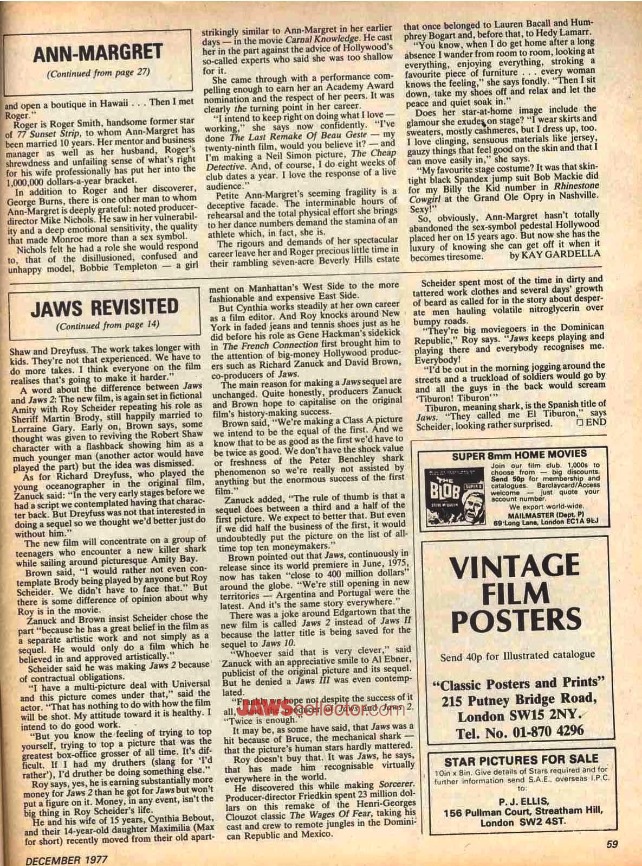 ANN-MARGRET
(Continued from page 27)
and open a boutique in Hawaii . . . Then I met
Roger."
Roger is Roger Smith, handsome former star
of 77 Sunset Strip, to whom Ann-Margret has
been married 10 years. Her mentor and business
manager as well as her husband, Roger's
shrewdness and unfailing sense of what's right
for his wife professionally has put her into the
1,000,000 dollars-a-year bracket.
In addition to Roger and her discoverer,
George Burns, there is one other man to whom
Ann-Margret is deeply grateful: noted producer-
director Mike Nichols. He saw in her vulnerabil-
ity and a deep emotional sensitivity, the quality
that made Monroe more than a sex symbol.
Nichols felt he had a role she would respond
to, that of the disillusioned, confused and
unhappy model, Bobbie Templeton — a girl
strikingly similar to Ann-Margret in her earlier
days — in the movie Carnal Knowledge. He cast
her in the part against the advice of Hollywood's
so-called experts who said she was too shallow
for it.
She came through with a performance com-
pelling enough to earn her an Academy Award
nomination and the respect of her peers. It was
clearly the turning point in her career.
"I intend to keep right on doing what I love —
working," she says now confidently. "I've
done The Last Remake Of Beau Geste — my
twenty-ninth film, would you believe it? — and
I'm making a Neil Simon picture, The Cheap
Detective. And, of course, I do eight weeks of
club dates a year. I love the response of a live
audience."
Petite Ann-Margret's seeming fragility is a
deceptive facade. The interminable hours of
rehearsal and the total physical effort she brings
to her dance numbers demand the stamina of an
athlete which, in fact, she is.
The rigours and demands of her spectacular
career leave her and Roger precious little time in
their rambling seven-acre Beverly Hills estate
that once belonged to Lauren Bacall and Hum-
phrey Bogart and, before that, to Hedy Lamarr.
"You know, when I do get home after a long
absence I wander from room to room, looking at
everything, enjoying everything, stroking a
favourite piece of furniture . . . every woman
knows the feeling," she says fondly. "Then I sit
down, take my shoes off and relax and let the
peace and quiet soak in."
Does her star-at-home image include the
glamour she exudes on stage? "I wear skirts and
sweaters, mostly cashmeres, but I dress up, too.
I love clinging, sensuous materials like jersey,
gauzy things that feel good on the skin and that I
can move easily in," she says.
"My favourite stage costume? It was that skin-
tight black Spandex jump suit Bob Mackie did
for my Billy the Kid number in Rhinestone
Cowgirl at the Grand Ole Opry in Nashville.
Sexy!"
So, obviously, Ann-Margret hasn't totally
abandoned the sex-symbol pedestal Hollywood
placed her on 15 years ago. But now she has the
luxury of knowing she can get off it when it
becomes tiresome. by KAY GARDELLA
JAWS REVISITED
(Continued from page 14)
Shaw and Dreyfuss. The work takes longer with
kids. They're not that experienced. We have to
do more takes. I think everyone on the film
realises that's going to make it harder."
A word about the difference between Jaws
and Jaws 2: The new film, is again set in fictional
Amity with Roy Scheider repeating his role as
Sheriff Martin Brody, still happily married to
Lorraine Gary. Early on, Brown says, some
thought was given to reviving the Robert Shaw
character with a flashback showing him as a
much younger man (another actor would have
played the part) but the idea was dismissed.
As for Richard Dreyfuss, who played the
young oceanographer in the original film,
Zanuck said: "In the very early stages before we
had a script we contemplated having that charac-
ter back. But Dreyfuss was not that interested in
doing a sequel so we thought we'd better just do
without him."
The new film will concentrate on a group of
teenagers who encounter a new killer shark
while sailing around picturesque Amity Bay.
Brown said, "I would rather not even con-
template Brody being played by anyone but Roy
Scheider. We didn't have to face that." But
there is some difference of opinion about why
Roy is in the movie.
Zanuck and Brown insist Scheider chose the
part "because he has a great belief in the film as
a separate artistic work and not simply as a
sequel. He would only do a film which he
believed in and approved artistically."
Scheider said he was making Jaws 2 because
of contractual obligations.
"I have a multi-picture deal with Universal
and this picture comes under that," said the
actor. "That has nothing to do with how the film
will be shot. My attitude toward it is healthy. I
intend to do good work.
"But you know the feeling of trying to top
yourself, trying to top a picture that was the
greatest box-office grosser of all time. It's dif-
ficult. If I had my druthers (slang for 'I'd
rather'), I'd druther be doing something else."
Roy says, yes, he is earning substantially more
money for Jaws 2 than he got for Jaws but won't
put a figure on it. Money, in any event, isn't the
big thing in Roy Scheider's life.
He and his wife of 15 years, Cynthia Bebout,
and their 14-year-old daughter Maximilia (Max
for short) recently moved from their old apart-
ment on Manhattan's West Side to the more
fashionable and expensive East Side.
But Cynthia works steadily at her own career
as a film editor. And Roy knocks around New
York in faded jeans and tennis shoes just as he
did before his role as Gene Hackman's sidekick
in The French Connection first brought him to
the attention of big-money Hollywood produc-
ers such as Richard Zanuck and David Brown,
co-producers of Jaws.
The main reason for making a Jaws sequel are
unchanged. Quite honestly, producers Zanuck
and Brown hope to capitalise on the original
film's history-making success.
Brown said, "We're making a Class A picture
we intend to be the equal of the first. And we
know that to be as good as the first we'd have to
be twice as good. We don't have the shock value
or freshness of the Peter Benchley shark
phenomenon so we're really not assisted by
anything but the enormous success of the first
film."
Zanuck added, "The rule of thumb is that a
sequel does between a third and a half of the
first picture. We expect to better that. But even
if we did half the business of the first, it would
undoubtedly put the picture on the list of all-
time top ten moneymakers."
Brown pointed out that Jaws, continuously in
release since its world premiere in June, 1975,
now has taken "close to 400 million dollars"
around the globe. "We're still opening in new
territories — Argentina and Portugal were the
latest. And it's the same story everywhere."
There was a joke around Edgartown that the
new film is called Jaws 2 instead of Jaws II
because the latter title is being saved for the
sequel to Jaws 10.
"Whoever said that is very clever," said
Zanuck with an appreciative smile to Al Ebner,
publicist of the original picture and its sequel.
But he denied a Jaws III was even contemp-
lated.
hope not despite the success of it
all, Jaws and Jaws 2.
"Twice is enough."
JAWScollector.com
It may be, as some have said, that Jaws was a
hit because of Bruce, the mechanical shark —
that the picture's human stars hardly mattered.
Roy doesn't buy that. It was Jaws, he says,
that has made him recognisable virtually
everywhere in the world.
He discovered this while making Sorcerer.
Producer-director Friedkin spent 23 million dol-
lars on this remake of the Henri-Georges
Clouzot classic The Wages Of Fear, taking his
cast and crew to remote jungles in the Domini-
can Republic and Mexico.
Scheider spent most of the time in dirty and
tattered work clothes and several days' growth
of beard as called for in the story about desper-
ate men hauling volatile nitroglycerin over
bumpy roads.
"They're big moviegoers in the Dominican
Republic," Roy says. "Jaws keeps playing and
playing there and everybody recognises me.
Everybody!
"I'd be out in the morning jogging around the
streets and a truckload of soldiers would go by
and all the guys in the back would scream
'Tiburon! Tiburon!'"
Tiburon, meaning shark, is the Spanish title of
Jaws. "They called me El Tiburon," says
Scheider, looking rather surprised. □ END
SUPER 8mm HOME MOVIES
THE BLOB
Join our film club. 1,000s to
choose from — big discounts.
Send 50p for membership and
catalogues. Barclaycard/Access
welcome — just quote your
account number.
We export world-wide.
MAILMASTER (Dept. P)
69 Long Lane, London EC1A 9EJ
VINTAGE
FILM
POSTERS
Send 40p for Illustrated catalogue
"Classic Posters and Prints"
215 Putney Bridge Road,
London SW15 2NY.
Tel. No. 01-870 4296
STAR PICTURES FOR SALE
10in x 8in. Give details of Stars required and for
further information send S.A.E., overseas I.P.C.
to:
P. J. ELLIS,
156 Pullman Court, Streatham Hill,
London SW2 4ST.
DECEMBER 1977
59